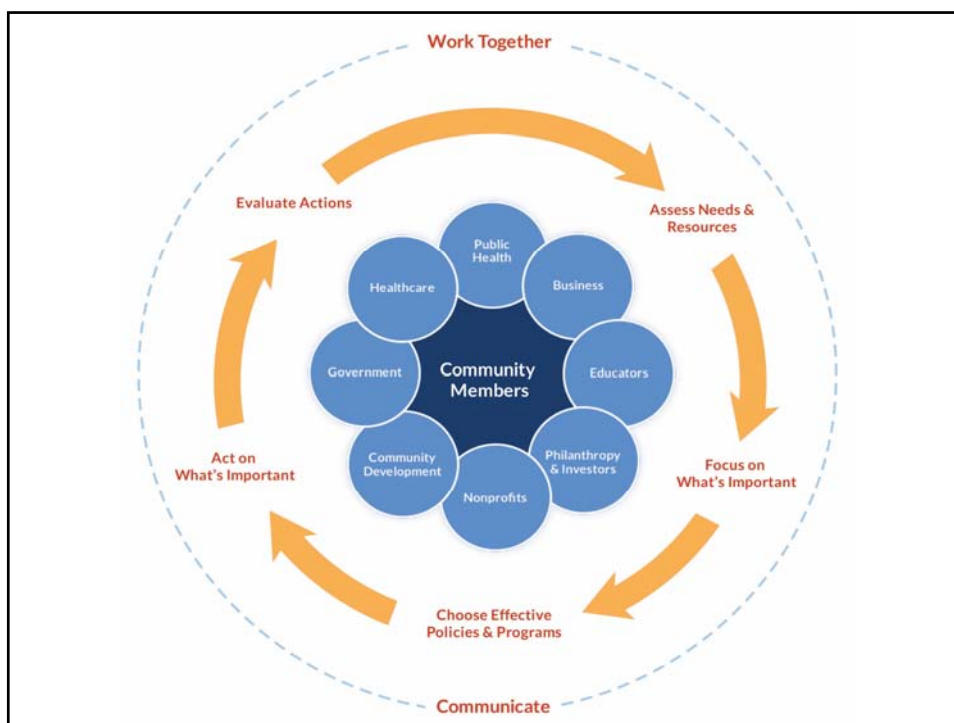 Work Together
Evaluate Actions
Assess Needs &
Resources
Public
Health
Healthcare
Business
Government
Community
Members
Educators
Community
Development
Philanthropy
& Investors
Nonprofits
Act on
What's Important
Focus on
What's Important
Choose Effective
Policies & Programs
Communicate